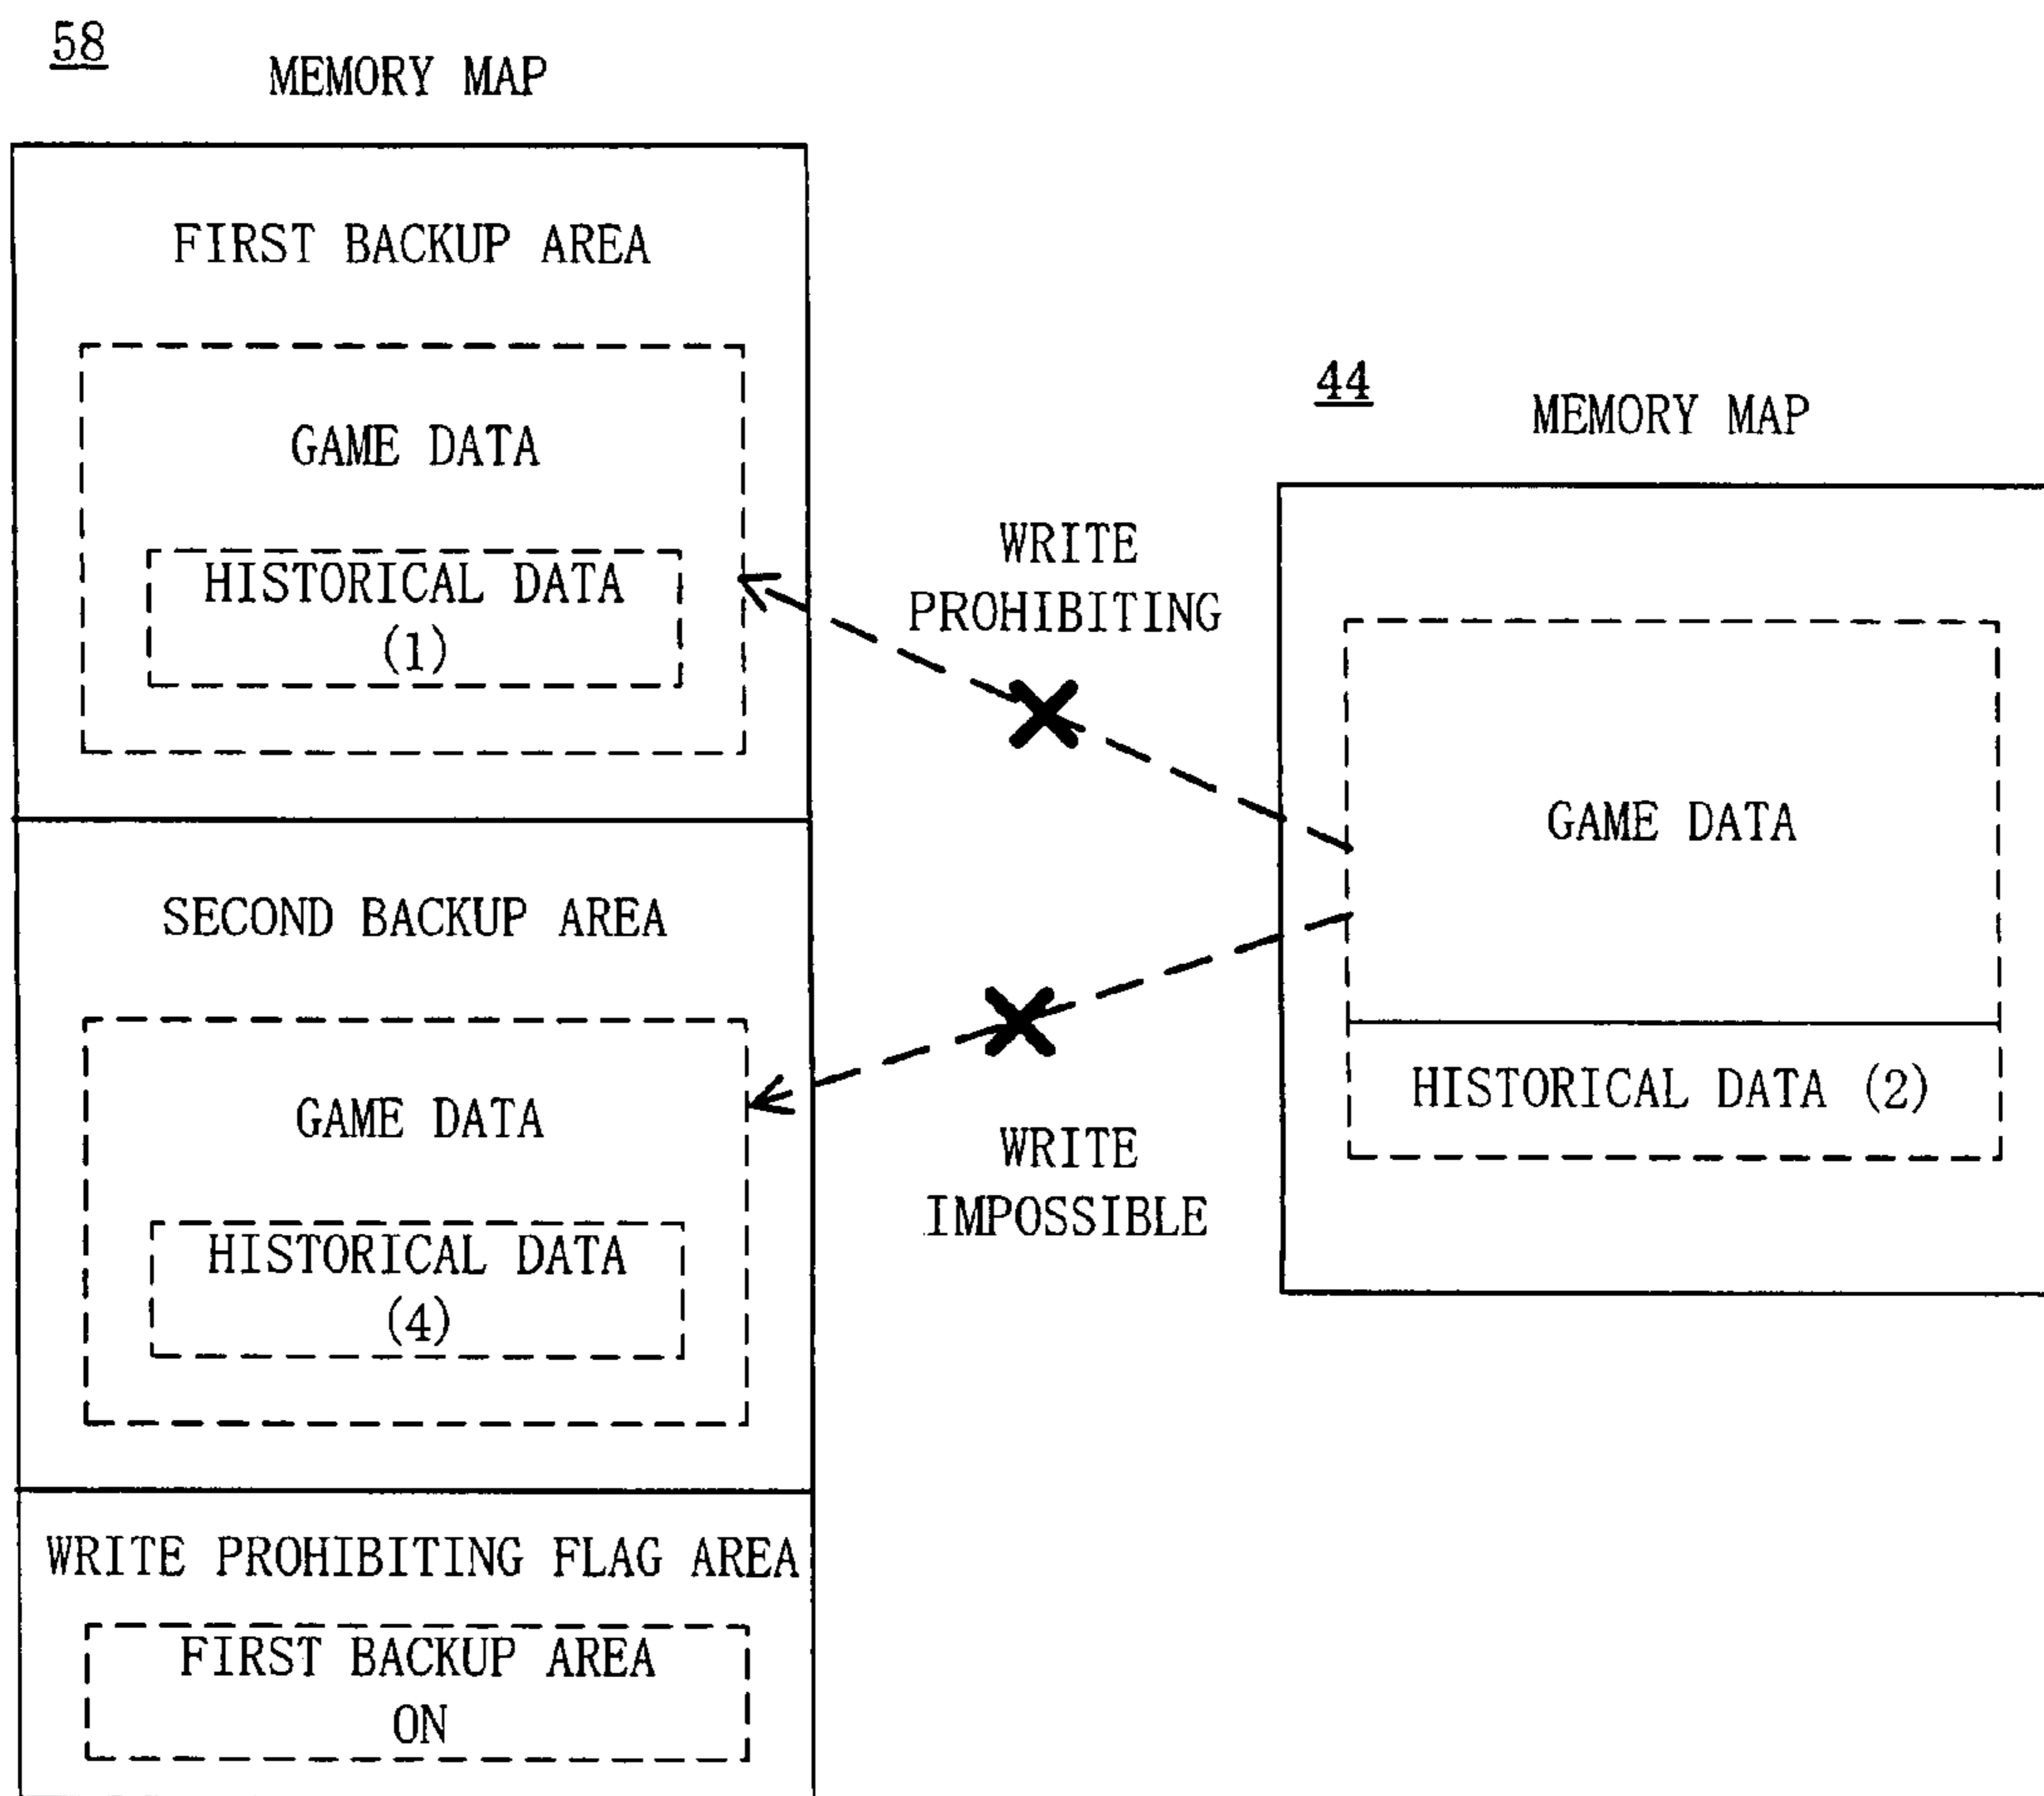 58
MEMORY MAP
FIRST BACKUP AREA
GAME DATA
HISTORICAL DATA
(1)
SECOND BACKUP AREA
GAME DATA
HISTORICAL DATA
(4)
WRITE PROHIBITING FLAG AREA
FIRST BACKUP AREA
ON
WRITE
PROHIBITING
WRITE
IMPOSSIBLE
44
MEMORY MAP
GAME DATA
HISTORICAL DATA (2)